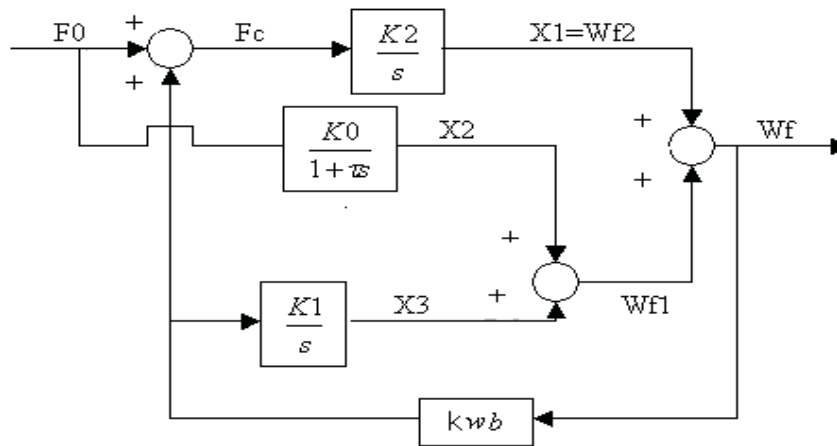 +
F0
Fc
K2
s
X1=Wf2
+
+
Wf
K0
1+τs
X2
+
+
+
Wf1
K1
s
X3
kwb